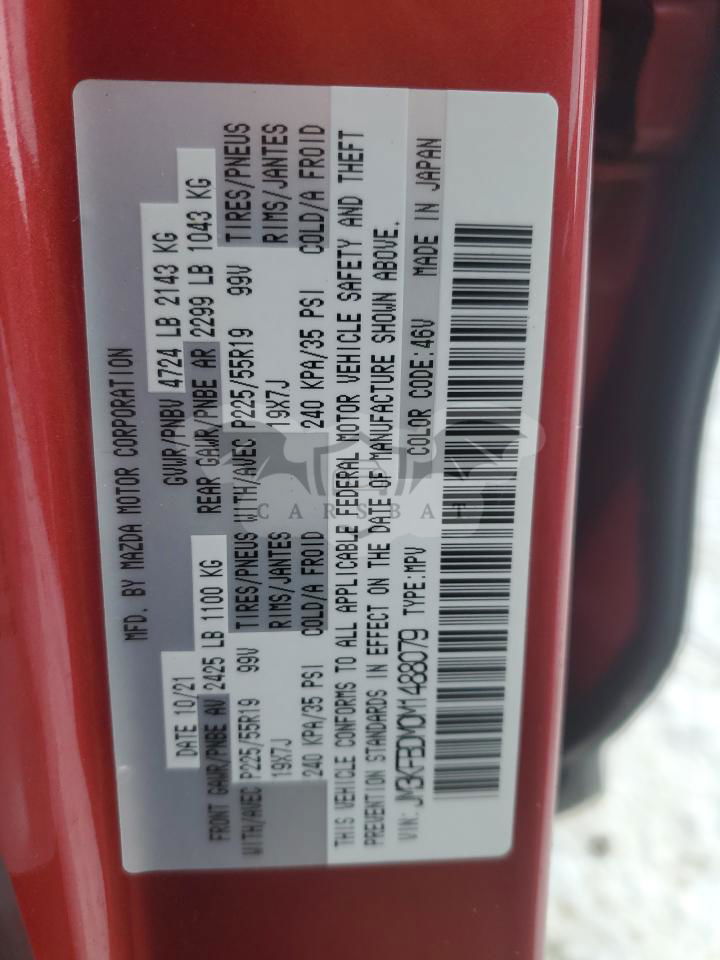 MFD. BY MAZDA MOTOR CORPORATION
DATE 10/21 GVWR/PNBV 4724 LB 2143 KG
FRONT GAWR/PNBE AV 2425 LB 1100 KG REAR GAWR/PNBE AR 2299 LB 1043 KG
WITH/AVEC P225/55R19 99V TIRES/PNEUS WITH/AVEC P225/55R19 99V TIRES/PNEUS
19X7J RIMS/JANTES 19X7J RIMS/JANTES
240 KPA/35 PSI COLD/A FROID 240 KPA/35 PSI COLD/A FROID
THIS VEHICLE CONFORMS TO ALL APPLICABLE FEDERAL MOTOR VEHICLE SAFETY AND THEFT
PREVENTION STANDARDS IN EFFECT ON THE DATE OF MANUFACTURE SHOWN ABOVE.
VIN: JM3KFBDM0M1488079 TYPE:MPV COLOR CODE:46V MADE IN JAPAN
CARSBAT